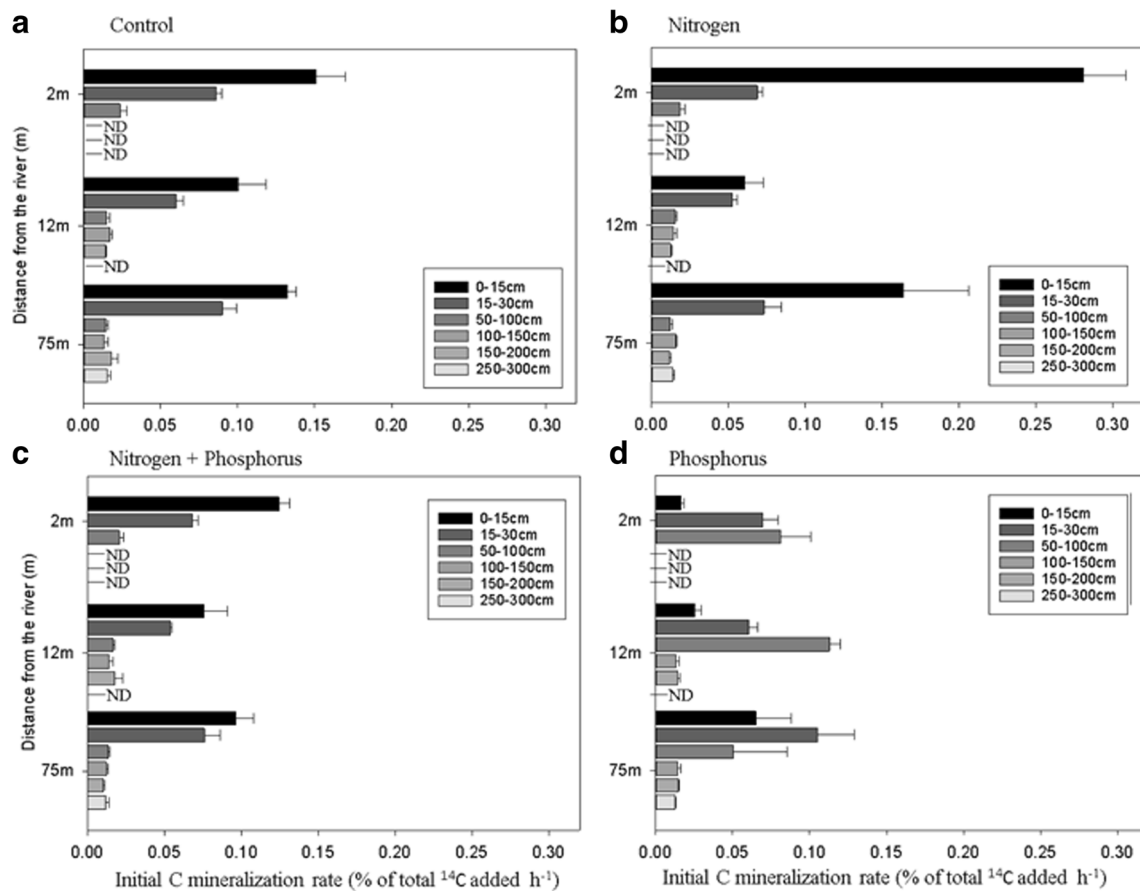 a Control
Distance from the river (m)
2m
ND
ND
ND
12m
ND
75m
0-15cm
15-30cm
50-100cm
100-150cm
150-200cm
250-300cm
0.00 0.05 0.10 0.15 0.20 0.25 0.30
b Nitrogen
2m
ND
ND
ND
12m
ND
75m
0-15cm
15-30cm
50-100cm
100-150cm
150-200cm
250-300cm
0.00 0.05 0.10 0.15 0.20 0.25 0.30
c Nitrogen + Phosphorus
Distance from the river (m)
2m
ND
ND
ND
12m
ND
75m
0-15cm
15-30cm
50-100cm
100-150cm
150-200cm
250-300cm
0.00 0.05 0.10 0.15 0.20 0.25 0.30
Initial C mineralization rate (% of total ¹⁴C added h⁻¹)
d Phosphorus
2m
ND
ND
ND
12m
ND
75m
0-15cm
15-30cm
50-100cm
100-150cm
150-200cm
250-300cm
0.00 0.05 0.10 0.15 0.20 0.25 0.30
Initial C mineralization rate (% of total ¹⁴C added h⁻¹)